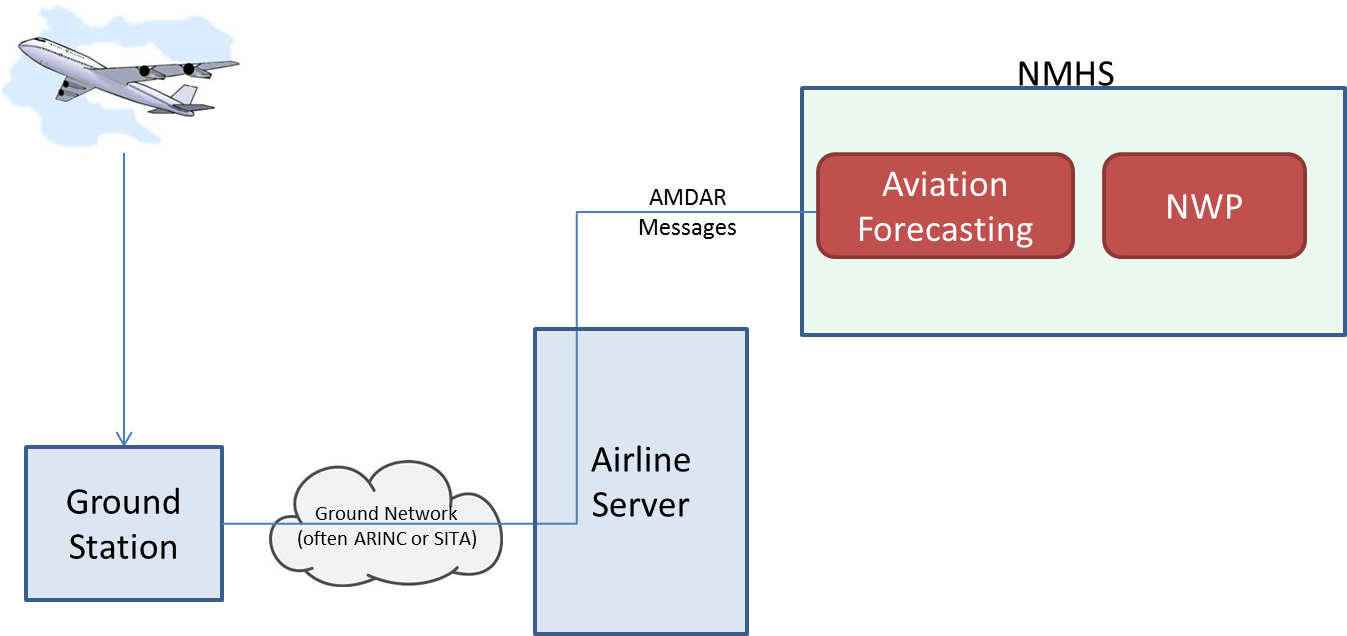 NMHS
Aviation
Forecasting
NWP
AMDAR
Messages
Airline
Server
Ground
Station
Ground Network
(often ARINC or SITA)